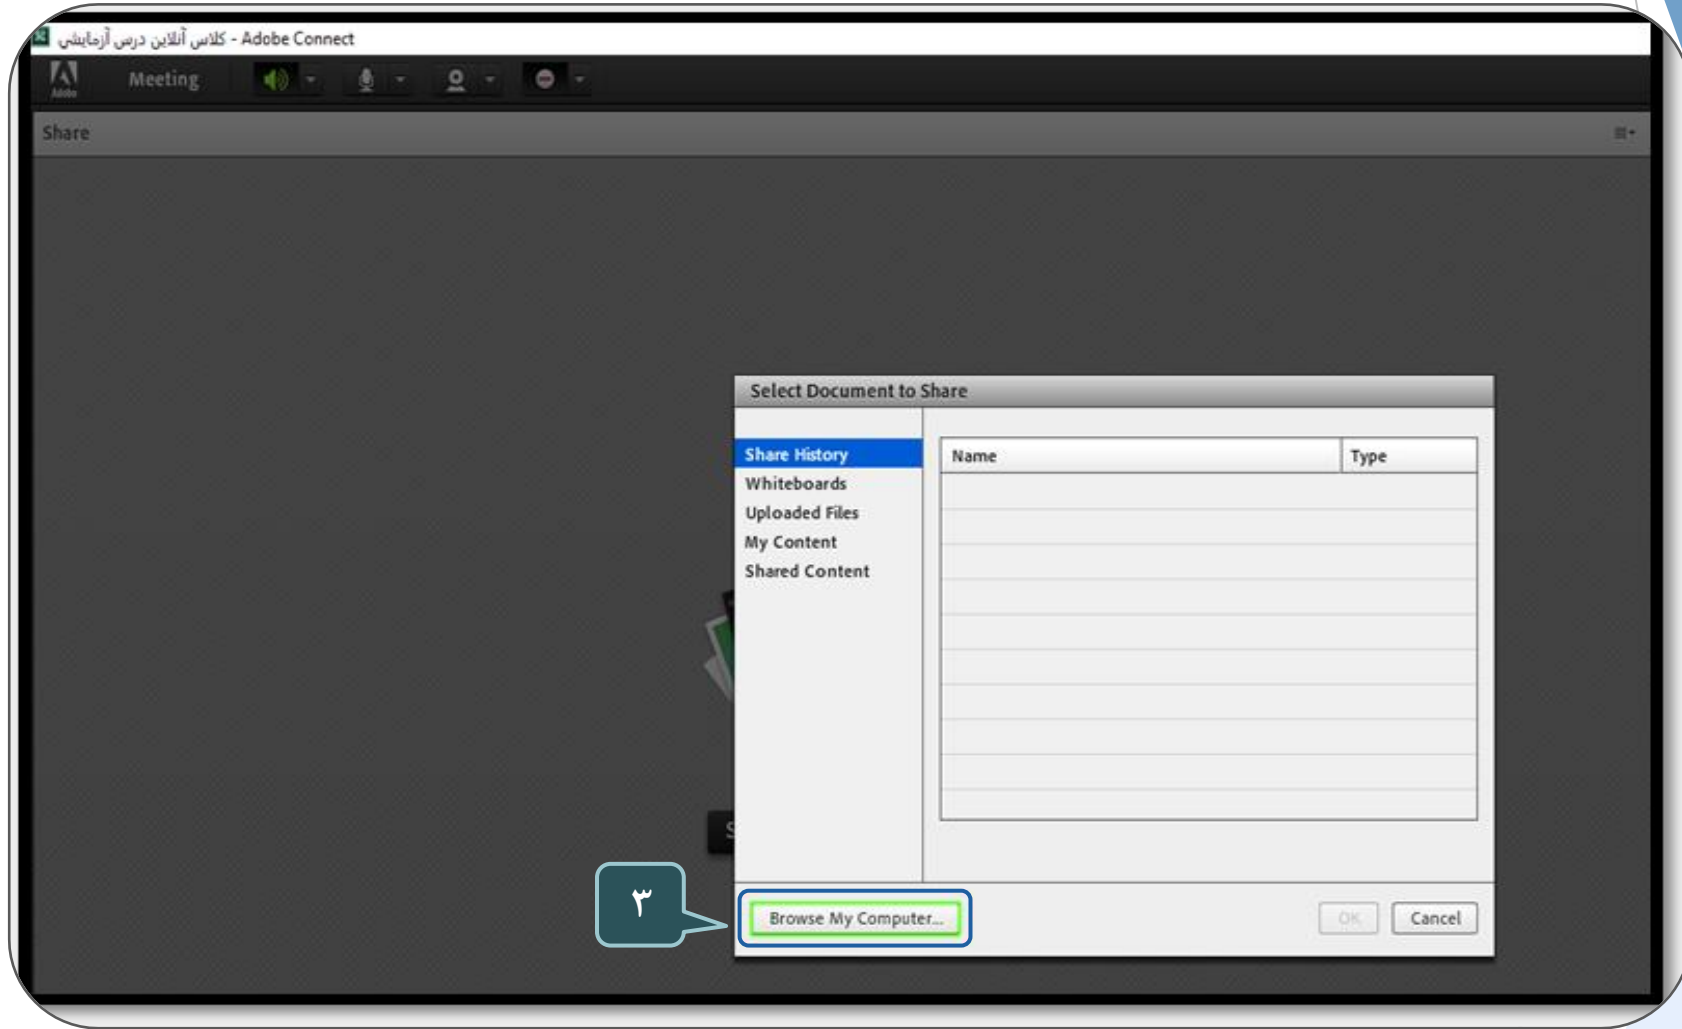 کلاس آنلاین درس آزمایشی - Adobe Connect
Adobe
Meeting
Share
Select Document to Share
Share History
Whiteboards
Uploaded Files
My Content
Shared Content
Name
Type
S
۳
Browse My Computer...
OK
Cancel